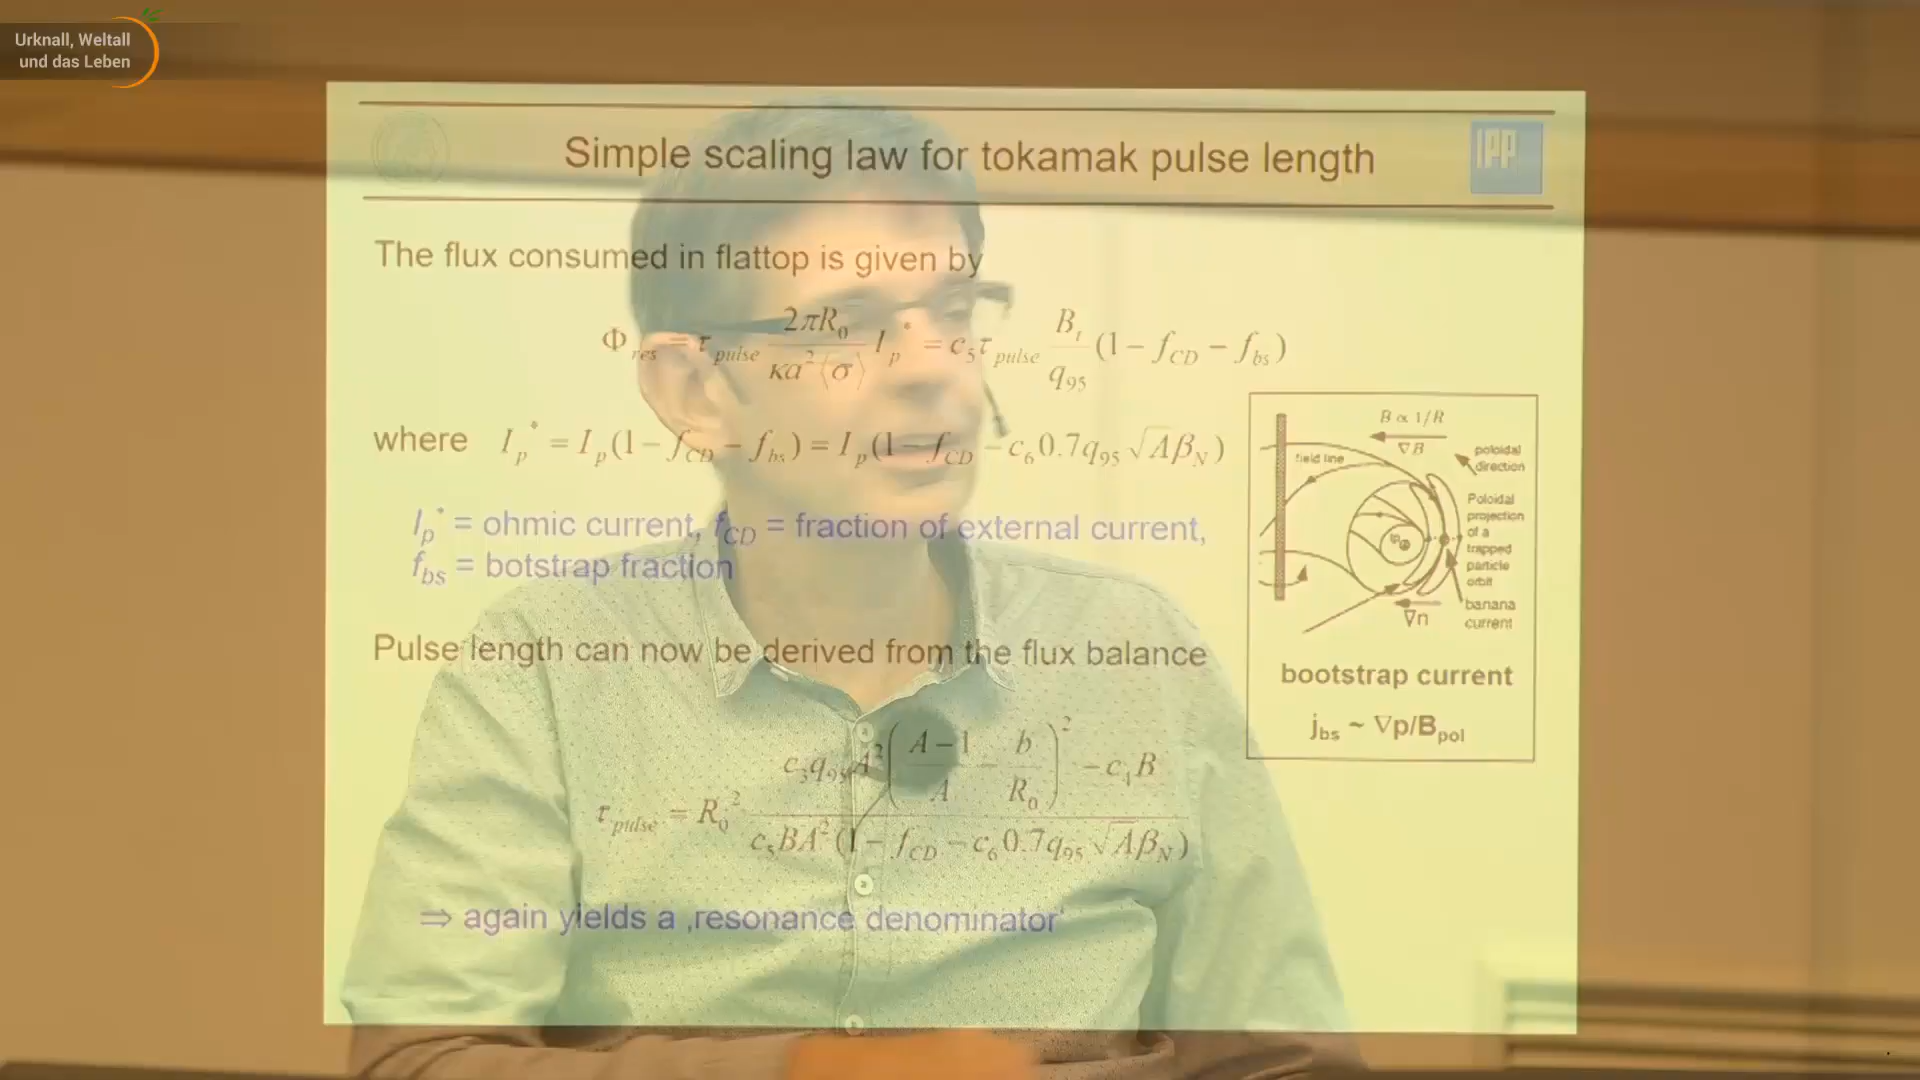 Urknall, Weltall
und das Leben
Simple scaling law for tokamak pulse length
IPP
The flux consumed in flattop is given by
Φ_res = τ_pulse 2πR_0 / (κa² ⟨σ⟩) I_p* = c_5 τ_pulse B_t / q_95 (1 − f_CD − f_bs)
where I_p* = I_p(1 − f_CD − f_bs) = I_p(1 − f_CD − c_6 0.7q_95 √A β_N)
I_p* = ohmic current, f_CD = fraction of external current,
f_bs = botstrap fraction
Pulse length can now be derived from the flux balance
τ_pulse = R_0² (c_3 q_95 A² ((A − 1)/A − b/R_0)² − c_4 B) / (c_5 B A² (1 − f_CD − c_6 0.7q_95 √A β_N))
⇒ again yields a ‚resonance denominator'
B ∝ 1/R
∇B
field line
poloidal
direction
Poloidal
projection
of a
trapped
particle
orbit
banana
current
∇n
bootstrap current
j_bs ~ ∇p/B_pol